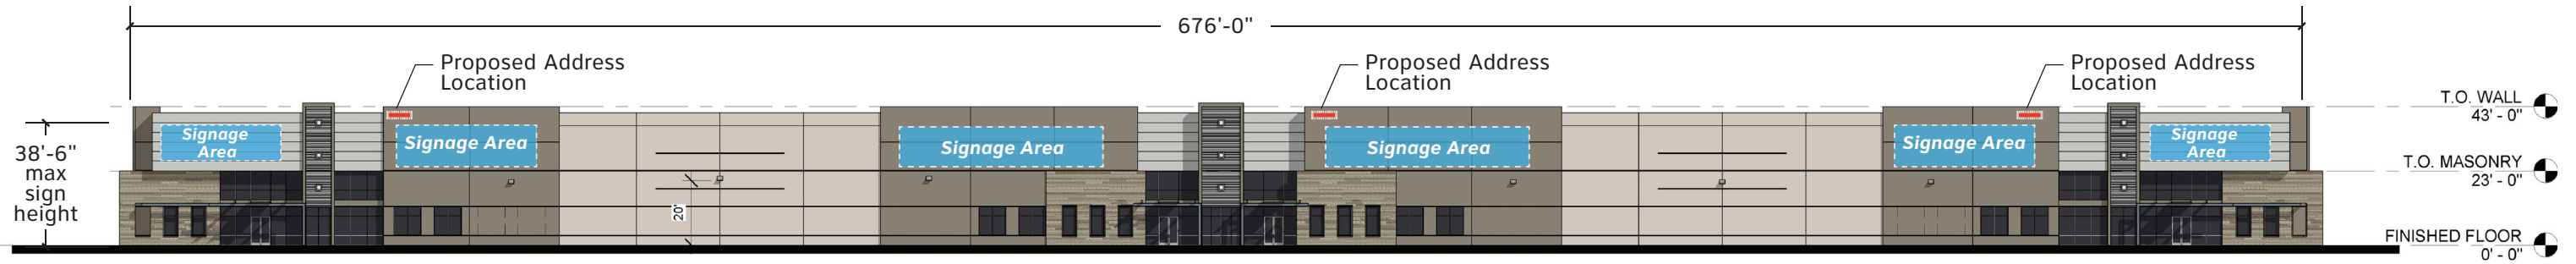 676'-0"
Proposed Address
Location
Proposed Address
Location
Proposed Address
Location
T.O. WALL
43' - 0"
Signage
Area
Signage Area
Signage Area
Signage Area
Signage Area
Signage
Area
38'-6"
max
sign
height
T.O. MASONRY
23' - 0"
20'
FINISHED FLOOR
0' - 0"